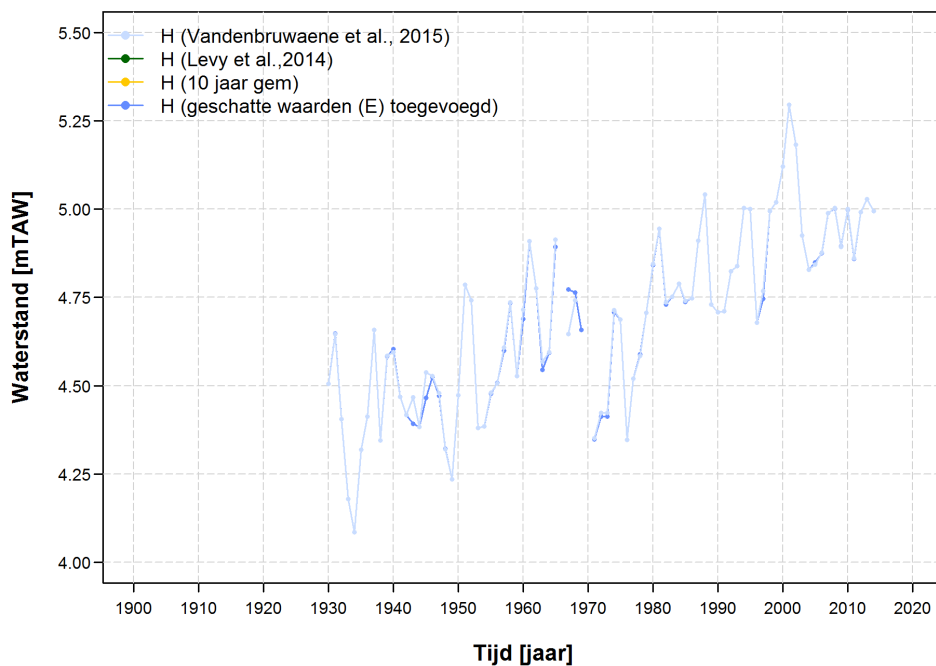 H (Vandenbruwaene et al., 2015)
H (Levy et al.,2014)
H (10 jaar gem)
H (geschatte waarden (E) toegevoegd)
5.50
5.25
5.00
4.75
4.50
4.25
4.00
Waterstand [mTAW]
1900 1910 1920 1930 1940 1950 1960 1970 1980 1990 2000 2010 2020
Tijd [jaar]